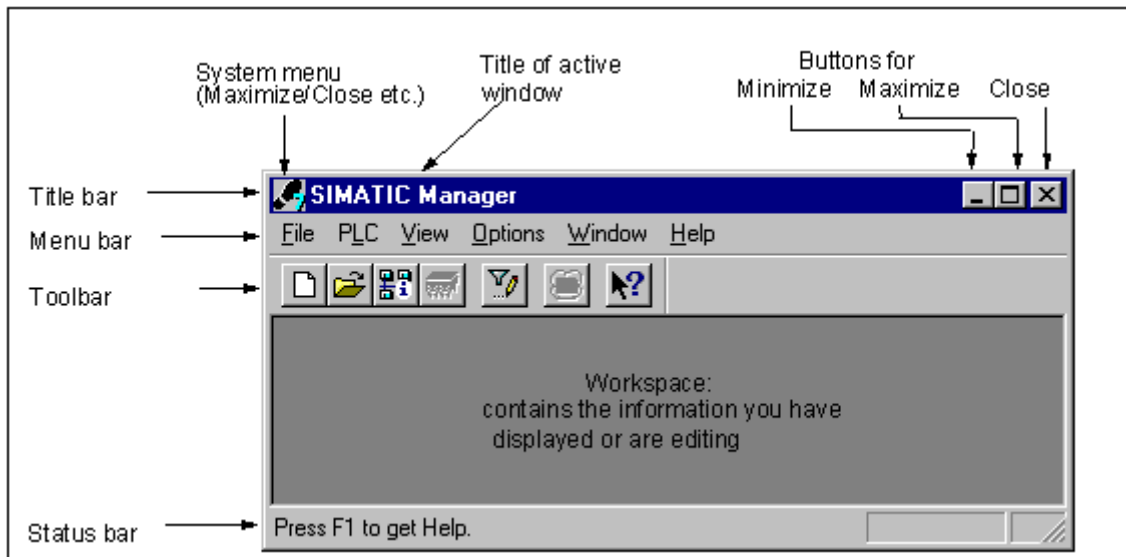 System menu
(Maximize/Close etc.)
Title of active
window
Buttons for
Minimize Maximize Close
Title bar
SIMATIC Manager
Menu bar
File PLC View Options Window Help
Toolbar
Workspace:
contains the information you have
displayed or are editing
Status bar
Press F1 to get Help.